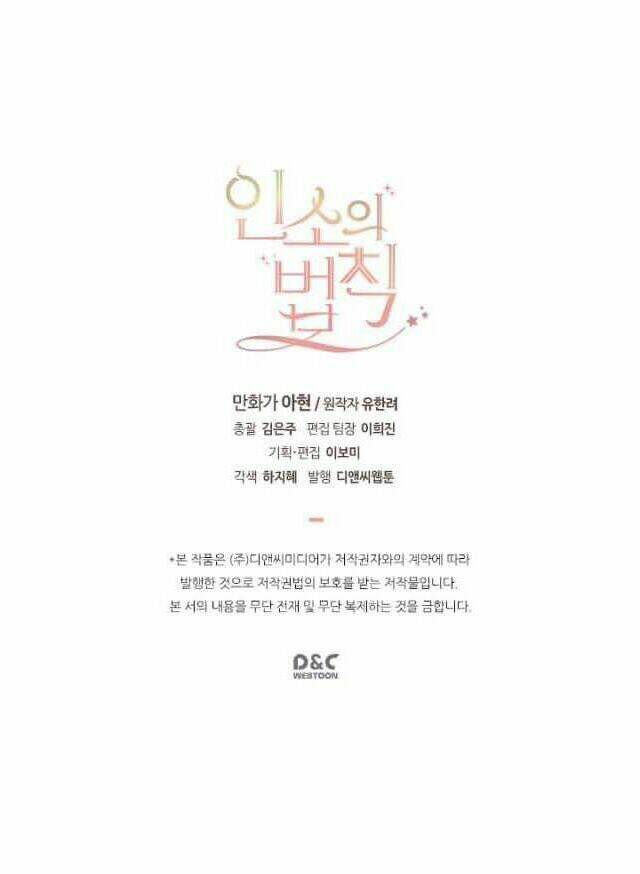 인소의
법칙
만화가 아현 / 원작자 유한려
총괄 김은주 편집 팀장 이희진
기획·편집 이보미
각색 하지혜 발행 디앤씨웹툰
*본 작품은 (주)디앤씨미디어가 저작권자와의 계약에 따라
발행한 것으로 저작권법의 보호를 받는 저작물입니다.
본 서의 내용을 무단 전재 및 무단 복제하는 것을 금합니다.
D&C
WEBTOON